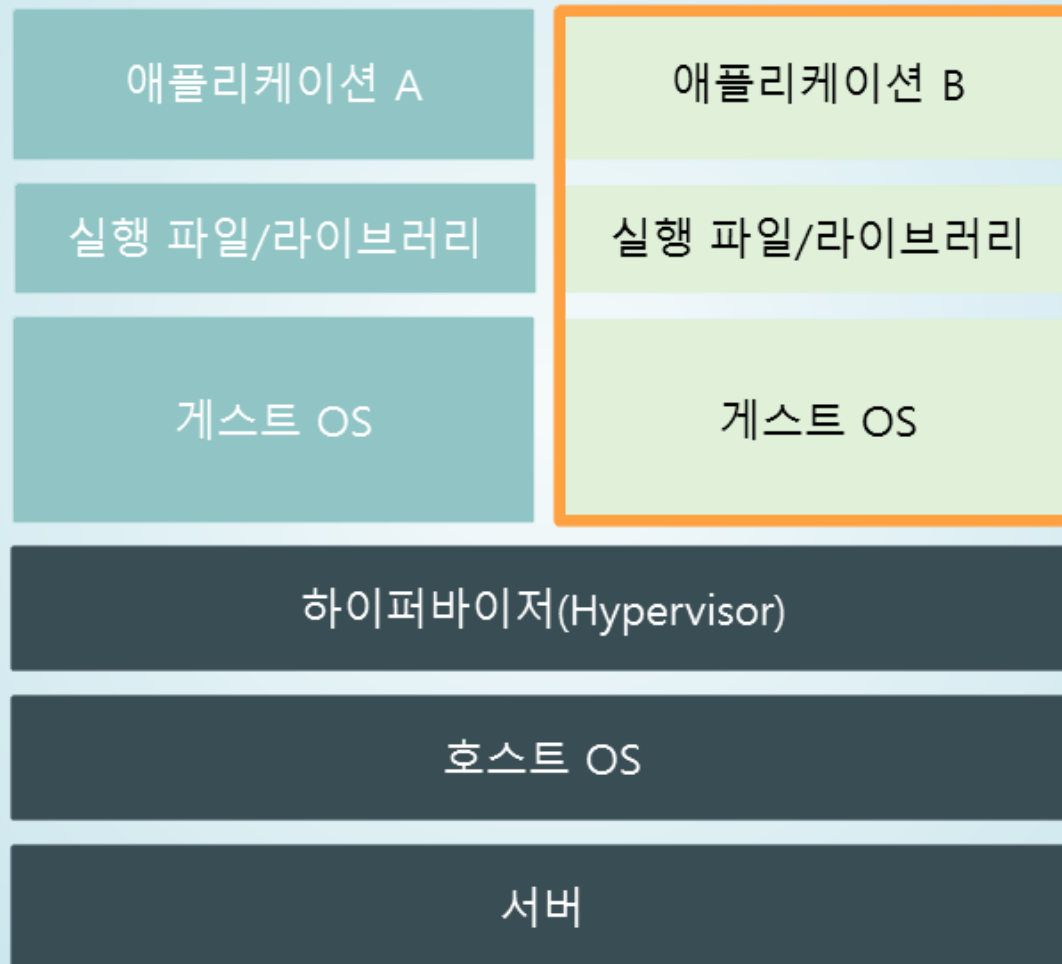 애플리케이션 A
애플리케이션 B
실행 파일/라이브러리
실행 파일/라이브러리
게스트 OS
게스트 OS
하이퍼바이저(Hypervisor)
호스트 OS
서버